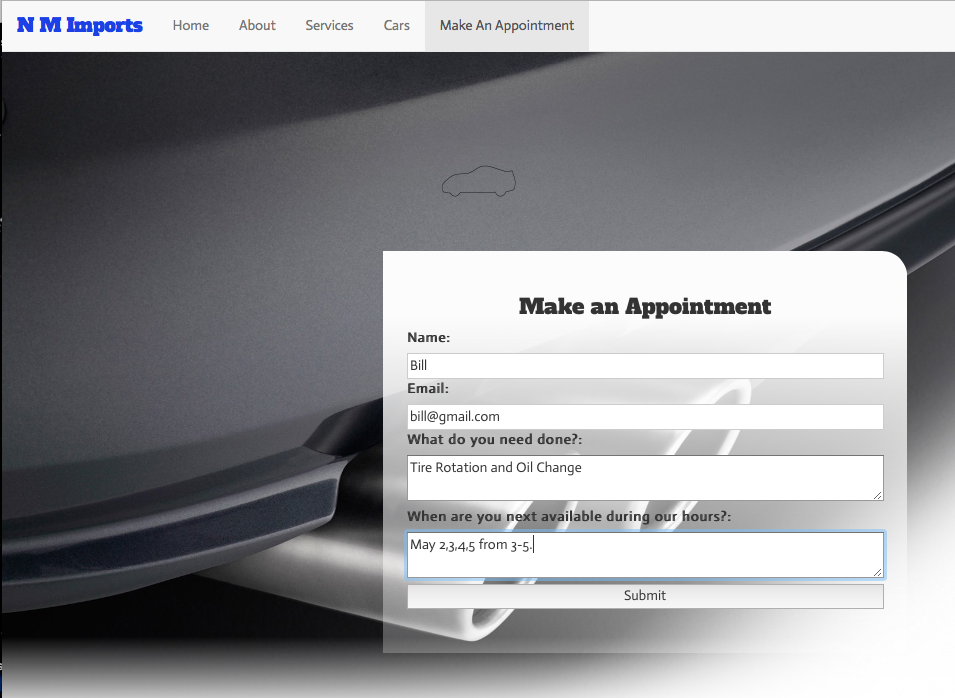 N M Imports Home About Services Cars Make An Appointment
Make an Appointment
Name:
Bill
Email:
bill@gmail.com
What do you need done?:
Tire Rotation and Oil Change
When are you next available during our hours?:
May 2,3,4,5 from 3-5.
Submit